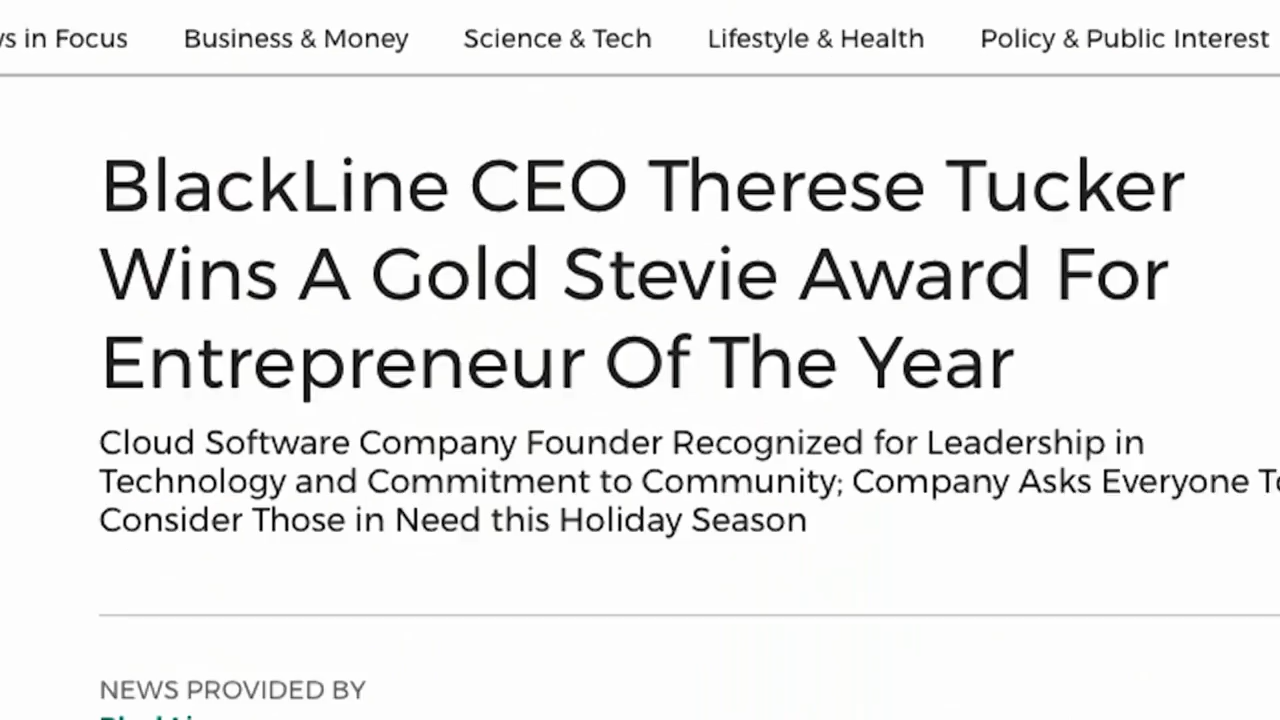 in Focus Business & Money Science & Tech Lifestyle & Health Policy & Public Interest
BlackLine CEO Therese Tucker
Wins A Gold Stevie Award For
Entrepreneur Of The Year
Cloud Software Company Founder Recognized for Leadership in
Technology and Commitment to Community; Company Asks Everyone
Consider Those in Need this Holiday Season
NEWS PROVIDED BY